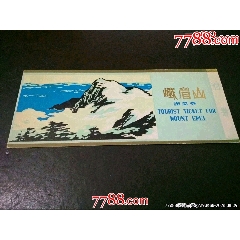 7788.com
峨眉山
游览券
TOURIST TICKET FOR
MOUNT EMEI
7788.com